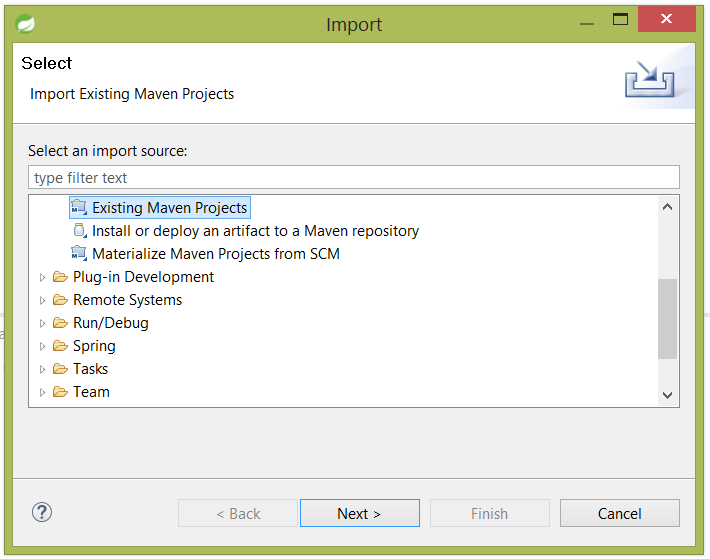 Import
Select
Import Existing Maven Projects
Select an import source:
type filter text
Existing Maven Projects
Install or deploy an artifact to a Maven repository
Materialize Maven Projects from SCM
Plug-in Development
Remote Systems
Run/Debug
Spring
Tasks
Team
< Back
Next >
Finish
Cancel